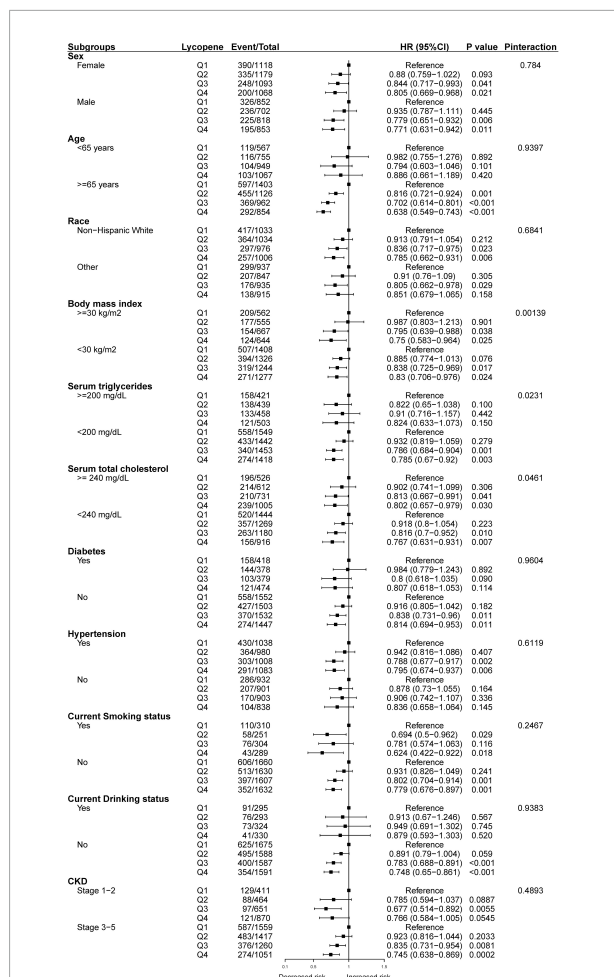 Subgroups Lycopene Event/Total HR (95%CI) P value Pinteraction
Sex
Female Q1 390/1118 Reference 0.784
Q2 335/1179 0.88 (0.759−1.022) 0.093
Q3 248/1093 0.844 (0.717−0.993) 0.041
Q4 200/1068 0.805 (0.669−0.968) 0.021
Male Q1 326/852 Reference
Q2 236/702 0.935 (0.787−1.111) 0.445
Q3 225/818 0.779 (0.651−0.932) 0.006
Q4 195/853 0.771 (0.631−0.942) 0.011
Age
<65 years Q1 119/567 Reference 0.9397
Q2 116/755 0.982 (0.755−1.276) 0.892
Q3 104/949 0.794 (0.603−1.046) 0.101
Q4 103/1067 0.886 (0.661−1.189) 0.420
>=65 years Q1 597/1403 Reference
Q2 455/1126 0.816 (0.721−0.924) 0.001
Q3 369/962 0.702 (0.614−0.801) <0.001
Q4 292/854 0.638 (0.549−0.743) <0.001
Race
Non−Hispanic White Q1 417/1033 Reference 0.6841
Q2 364/1034 0.913 (0.791−1.054) 0.212
Q3 297/976 0.836 (0.717−0.975) 0.023
Q4 257/1006 0.785 (0.662−0.931) 0.006
Other Q1 299/937 Reference
Q2 207/847 0.91 (0.76−1.09) 0.305
Q3 176/935 0.805 (0.662−0.978) 0.029
Q4 138/915 0.851 (0.679−1.065) 0.158
Body mass index
>=30 kg/m2 Q1 209/562 Reference 0.00139
Q2 177/555 0.987 (0.803−1.213) 0.901
Q3 154/667 0.795 (0.639−0.988) 0.038
Q4 124/644 0.75 (0.583−0.964) 0.025
<30 kg/m2 Q1 507/1408 Reference
Q2 394/1326 0.885 (0.774−1.013) 0.076
Q3 319/1244 0.838 (0.725−0.969) 0.017
Q4 271/1277 0.83 (0.706−0.976) 0.024
Serum triglycerides
>=200 mg/dL Q1 158/421 Reference 0.0231
Q2 138/439 0.822 (0.65−1.038) 0.100
Q3 133/458 0.91 (0.716−1.157) 0.442
Q4 121/503 0.824 (0.633−1.073) 0.150
<200 mg/dL Q1 558/1549 Reference
Q2 433/1442 0.932 (0.819−1.059) 0.279
Q3 340/1453 0.786 (0.684−0.904) 0.001
Q4 274/1418 0.785 (0.67−0.92) 0.003
Serum total cholesterol
>= 240 mg/dL Q1 196/526 Reference 0.0461
Q2 214/612 0.902 (0.741−1.099) 0.306
Q3 210/731 0.813 (0.667−0.991) 0.041
Q4 239/1005 0.802 (0.657−0.979) 0.030
<240 mg/dL Q1 520/1444 Reference
Q2 357/1269 0.918 (0.8−1.054) 0.223
Q3 263/1180 0.816 (0.7−0.952) 0.010
Q4 156/916 0.767 (0.631−0.931) 0.007
Diabetes
Yes Q1 158/418 Reference 0.9604
Q2 144/378 0.984 (0.779−1.243) 0.892
Q3 103/379 0.8 (0.618−1.035) 0.090
Q4 121/474 0.807 (0.618−1.053) 0.114
No Q1 558/1552 Reference
Q2 427/1503 0.916 (0.805−1.042) 0.182
Q3 370/1532 0.838 (0.731−0.96) 0.011
Q4 274/1447 0.814 (0.694−0.953) 0.011
Hypertension
Yes Q1 430/1038 Reference 0.6119
Q2 364/980 0.942 (0.816−1.086) 0.407
Q3 303/1008 0.788 (0.677−0.917) 0.002
Q4 291/1083 0.795 (0.674−0.937) 0.006
No Q1 286/932 Reference
Q2 207/901 0.878 (0.73−1.055) 0.164
Q3 170/903 0.906 (0.742−1.107) 0.336
Q4 104/838 0.836 (0.658−1.064) 0.145
Current Smoking status
Yes Q1 110/310 Reference 0.2467
Q2 58/251 0.694 (0.5−0.962) 0.029
Q3 76/304 0.781 (0.574−1.063) 0.116
Q4 43/289 0.624 (0.422−0.922) 0.018
No Q1 606/1660 Reference
Q2 513/1630 0.931 (0.826−1.049) 0.241
Q3 397/1607 0.802 (0.704−0.914) 0.001
Q4 352/1632 0.779 (0.676−0.897) 0.001
Current Drinking status
Yes Q1 91/295 Reference 0.9383
Q2 76/293 0.913 (0.67−1.246) 0.567
Q3 73/324 0.949 (0.691−1.302) 0.745
Q4 41/330 0.879 (0.593−1.303) 0.520
No Q1 625/1675 Reference
Q2 495/1588 0.891 (0.79−1.004) 0.059
Q3 400/1587 0.783 (0.688−0.891) <0.001
Q4 354/1591 0.748 (0.65−0.861) <0.001
CKD
Stage 1−2 Q1 129/411 Reference 0.4893
Q2 88/464 0.785 (0.594−1.037) 0.0887
Q3 97/651 0.677 (0.514−0.892) 0.0055
Q4 121/870 0.766 (0.584−1.005) 0.0545
Stage 3−5 Q1 587/1559 Reference
Q2 483/1417 0.923 (0.816−1.044) 0.2033
Q3 376/1260 0.835 (0.731−0.954) 0.0081
Q4 274/1051 0.745 (0.638−0.869) 0.0002
0.1 0.5 1 1.5
Decreased risk Increased risk